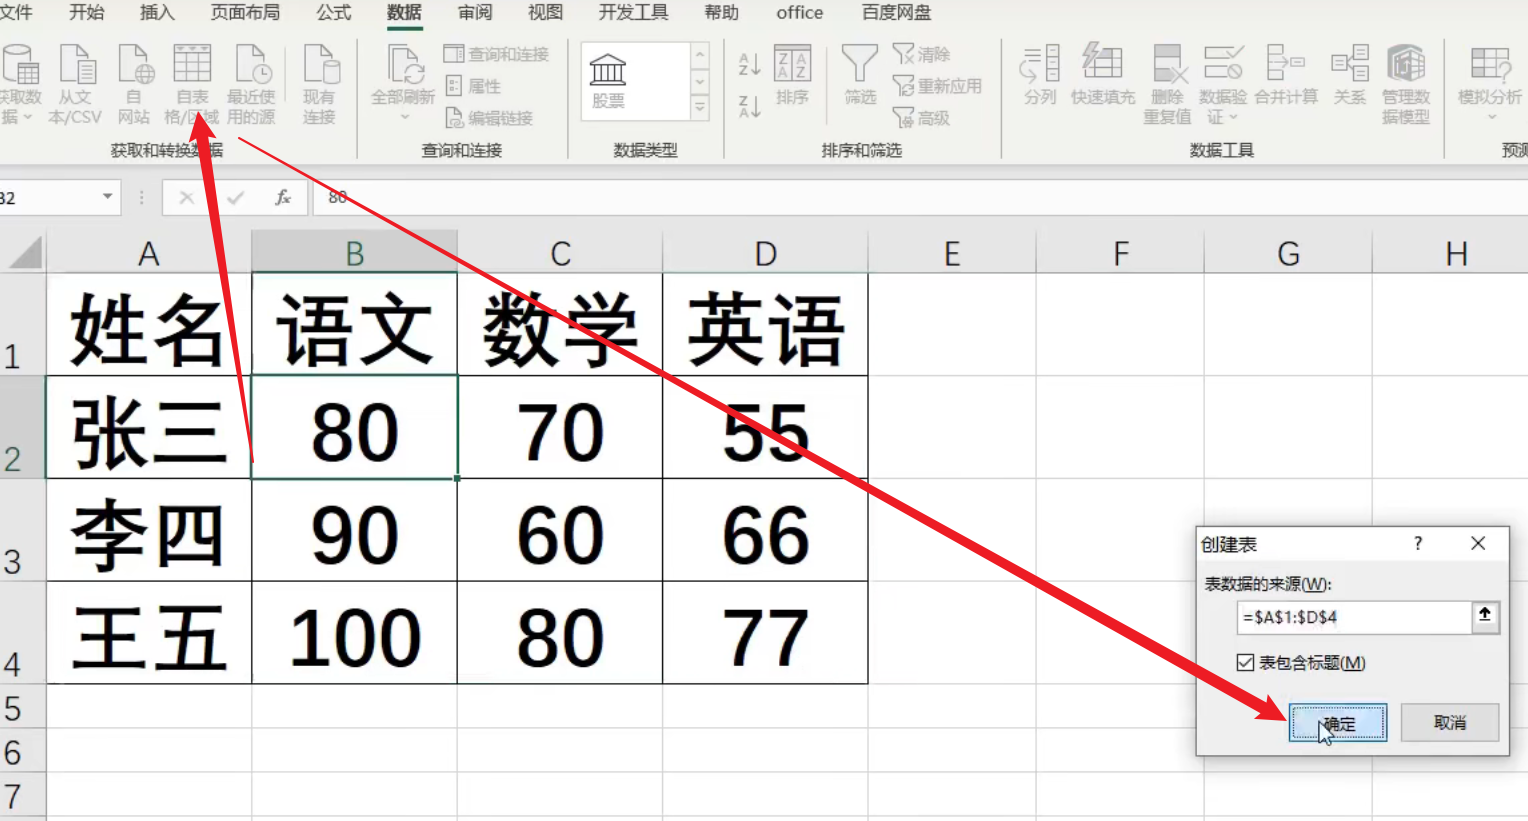 文件 开始 插入 页面布局 公式 数据 审阅 视图 开发工具 帮助 office 百度网盘
获取数据 从文本/CSV 自网站 自表格/区域 最近使用的源 现有连接
全部刷新 查询和连接 属性 编辑链接
股票
排序 筛选 清除 重新应用 高级
分列 快速填充 删除重复值 数据验证 合并计算 关系 管理数据模型 模拟分析
获取和转换数据 查询和连接 数据类型 排序和筛选 数据工具 预测
B2 fx 80
A B C D E F G H
1 姓名 语文 数学 英语
2 张三 80 70 55
3 李四 90 60 66
4 王五 100 80 77
5
6
7
创建表 ?
表数据的来源(W):
=$A$1:$D$4
表包含标题(M)
确定 取消